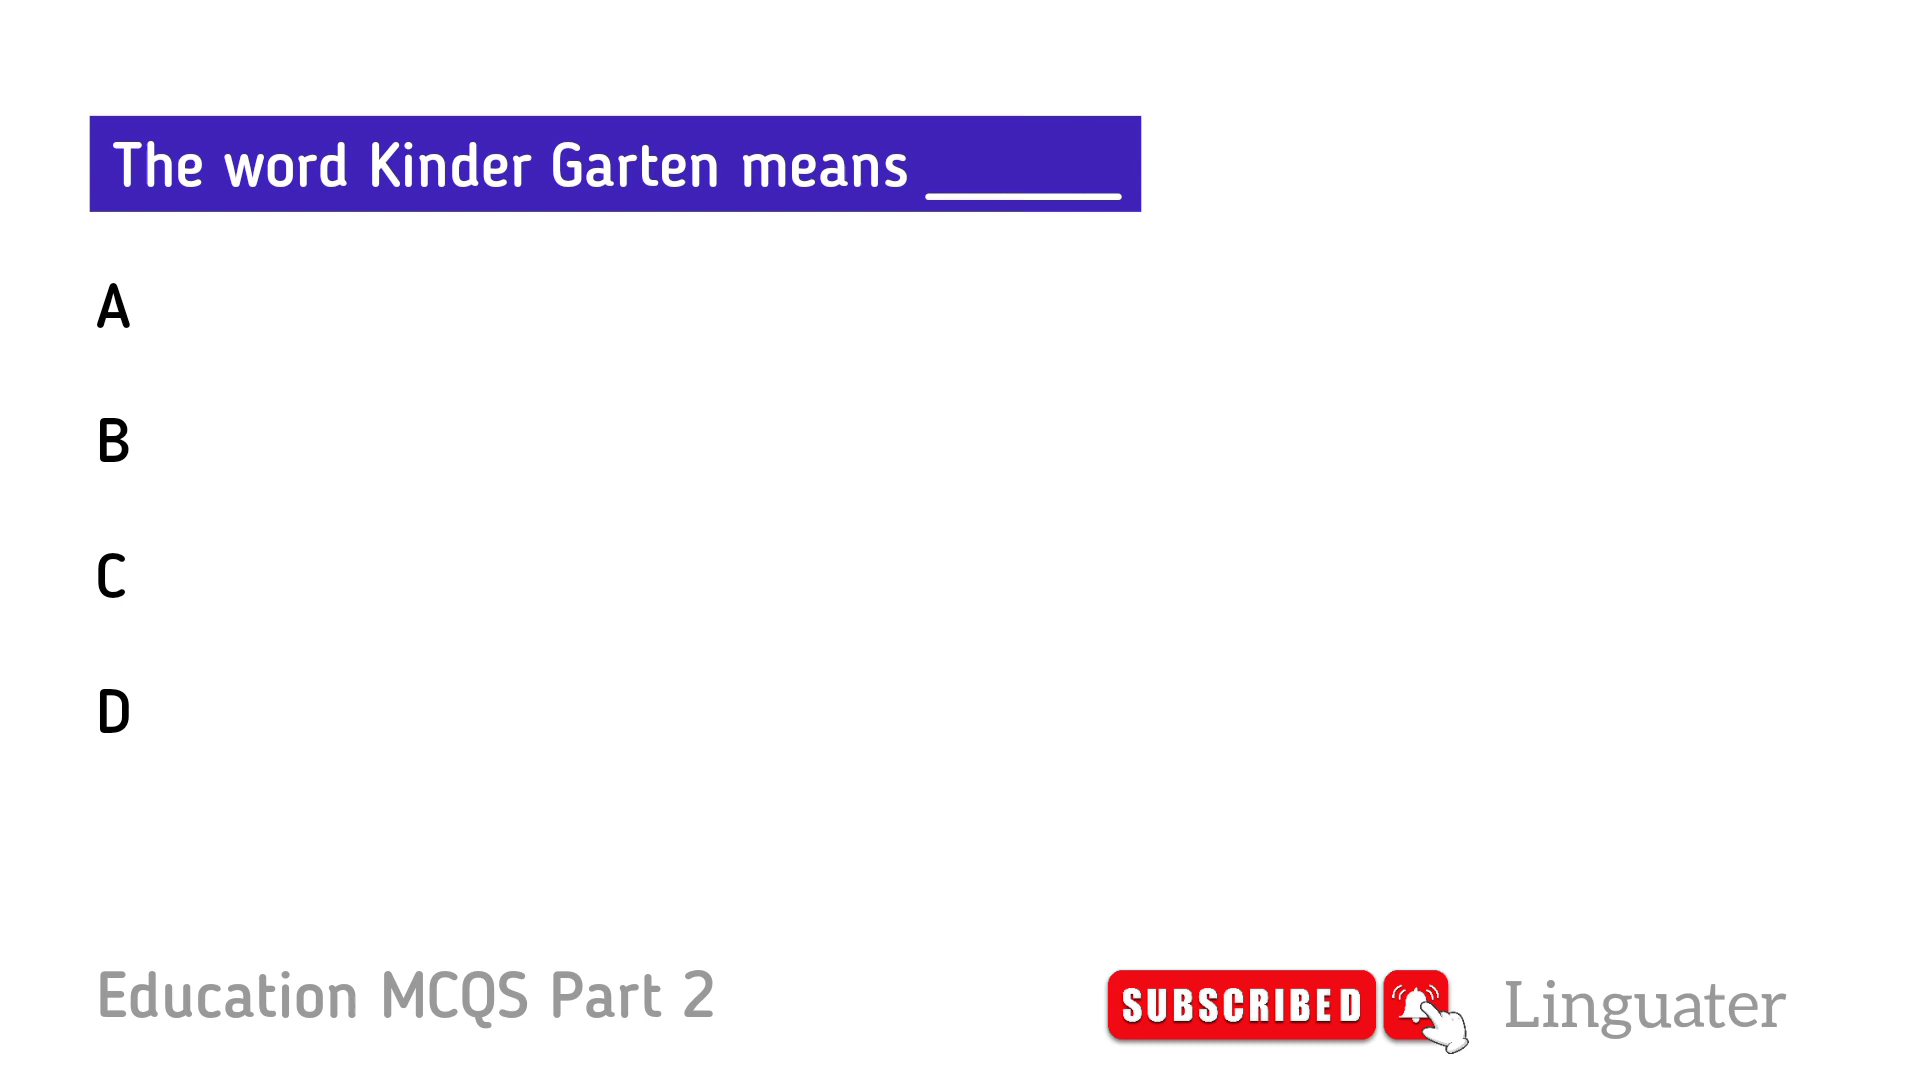 The word Kinder Garten means ______
A
B
C
D
Education MCQS Part 2
SUBSCRIBED
Linguater